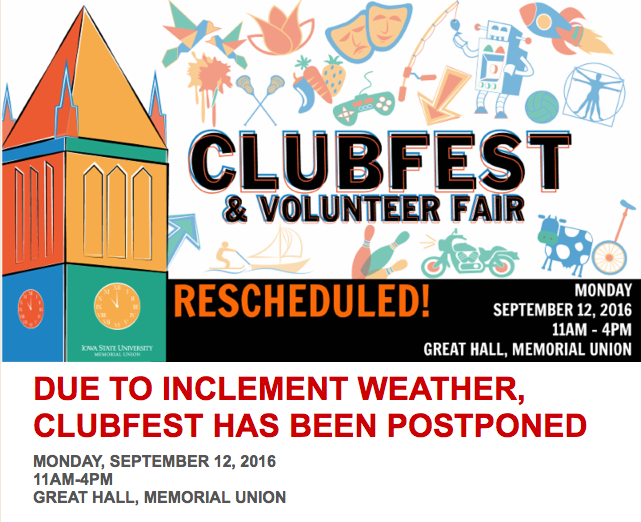 CLUBFEST
& VOLUNTEER FAIR
RESCHEDULED!
MONDAY
SEPTEMBER 12, 2016
11AM - 4PM
GREAT HALL, MEMORIAL UNION
IOWA STATE UNIVERSITY
MEMORIAL UNION
DUE TO INCLEMENT WEATHER,
CLUBFEST HAS BEEN POSTPONED
MONDAY, SEPTEMBER 12, 2016
11AM-4PM
GREAT HALL, MEMORIAL UNION